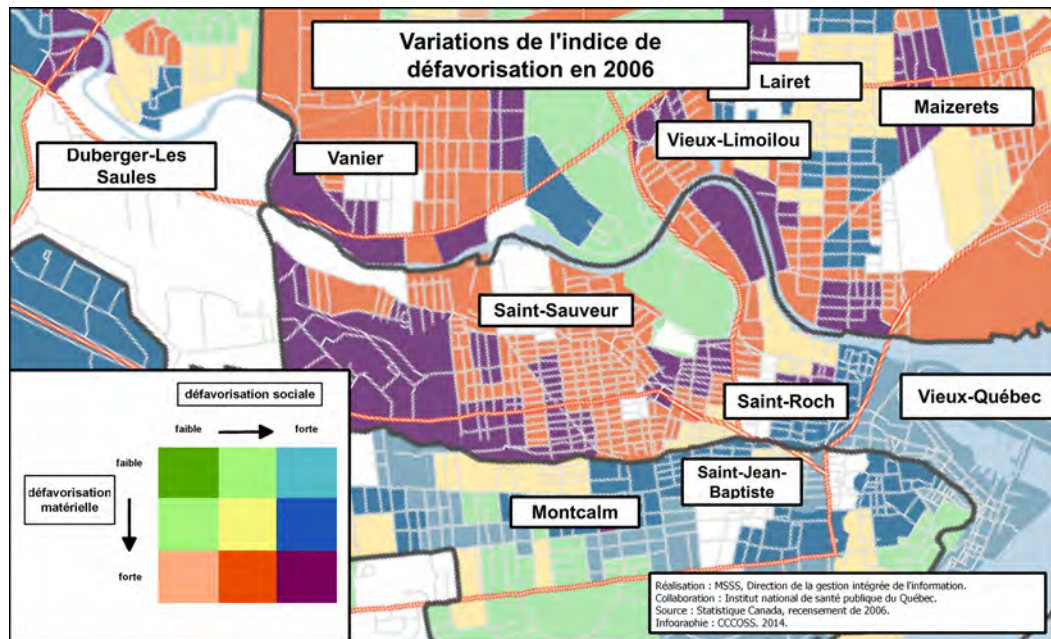 Variations de l'indice de
défavorisation en 2006
Lairet
Maizerets
Vieux-Limoilou
Duberger-Les
Saules
Vanier
Saint-Sauveur
Saint-Roch
Vieux-Québec
Saint-Jean-
Baptiste
Montcalm
défavorisation sociale
faible
forte
faible
défavorisation
matérielle
forte
Réalisation : MSSS, Direction de la gestion intégrée de l'information.
Collaboration : Institut national de santé publique du Québec.
Source : Statistique Canada, recensement de 2006.
Infographie : CCCOSS, 2014.